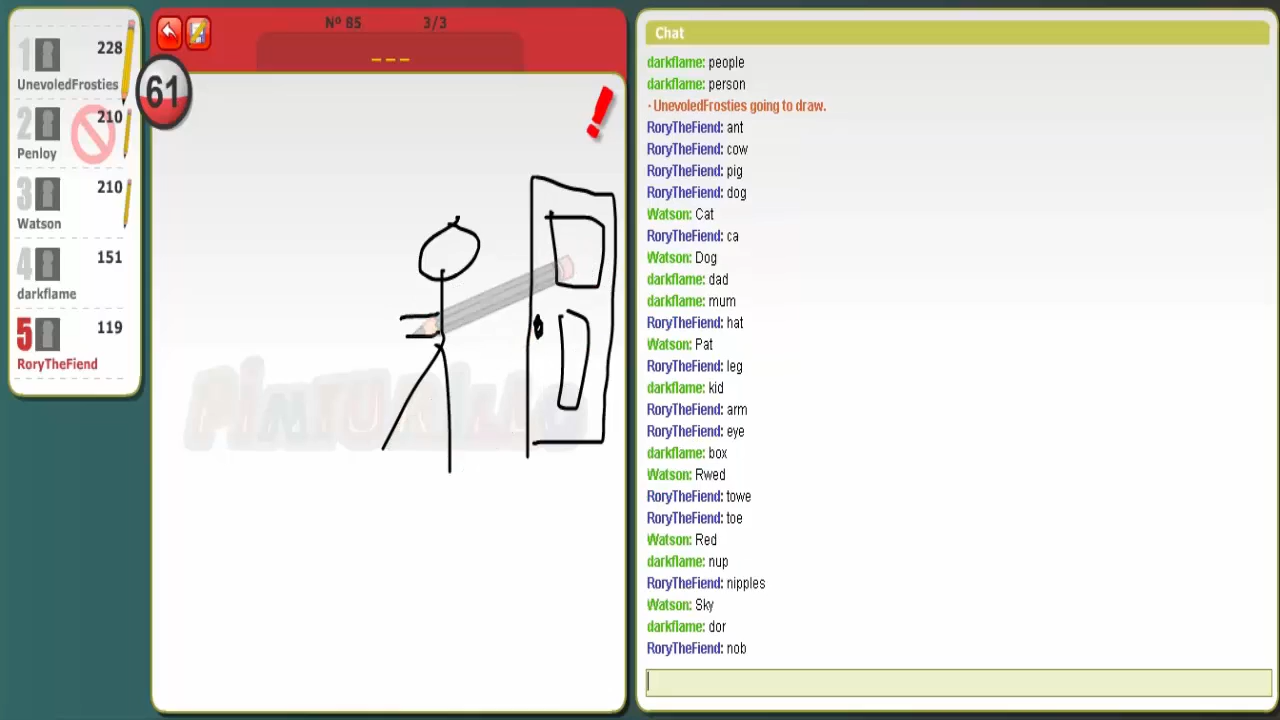 1
228
UnevoledFrosties
2
210
Penloy
3
210
Watson
4
151
darkflame
5
119
RoryTheFiend
61
Nº 85
3/3
_ _ _
!
Chat
darkflame: people
darkflame: person
· UnevoledFrosties going to draw.
RoryTheFiend: ant
RoryTheFiend: cow
RoryTheFiend: pig
RoryTheFiend: dog
Watson: Cat
RoryTheFiend: ca
Watson: Dog
darkflame: dad
darkflame: mum
RoryTheFiend: hat
Watson: Pat
RoryTheFiend: leg
darkflame: kid
RoryTheFiend: arm
RoryTheFiend: eye
darkflame: box
Watson: Rwed
RoryTheFiend: towe
RoryTheFiend: toe
Watson: Red
darkflame: nup
RoryTheFiend: nipples
Watson: Sky
darkflame: dor
RoryTheFiend: nob